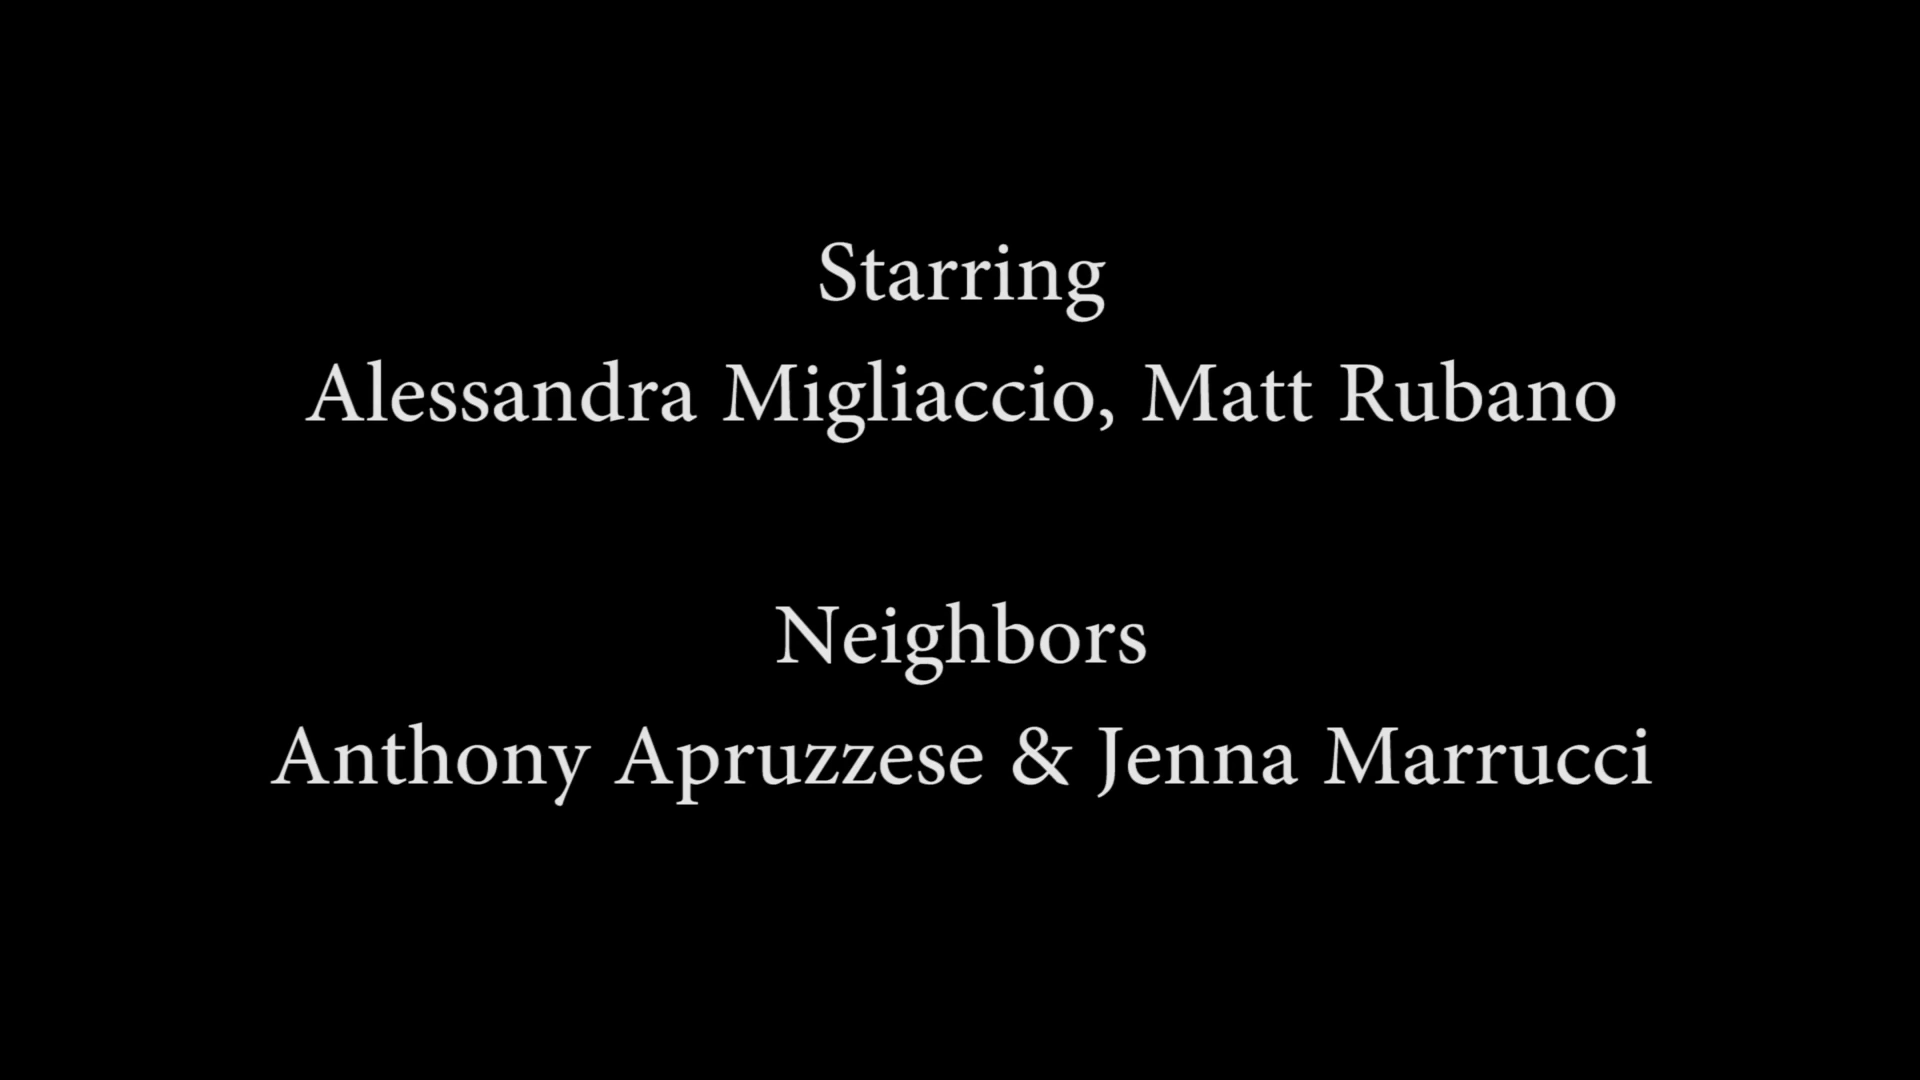 Starring
Alessandra Migliaccio, Matt Rubano
Neighbors
Anthony Apruzzese & Jenna Marrucci